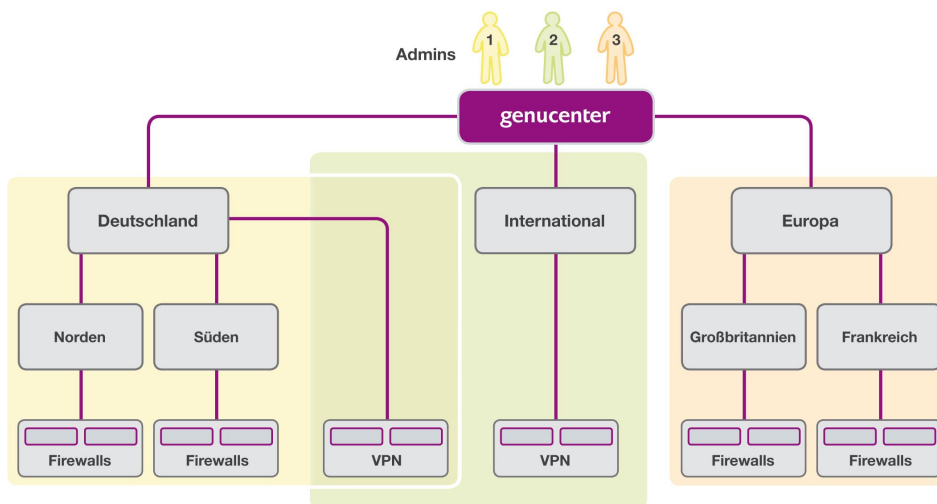 1
2
3
Admins
genucenter
Deutschland
International
Europa
Norden
Süden
Großbritannien
Frankreich
Firewalls
Firewalls
VPN
VPN
Firewalls
Firewalls